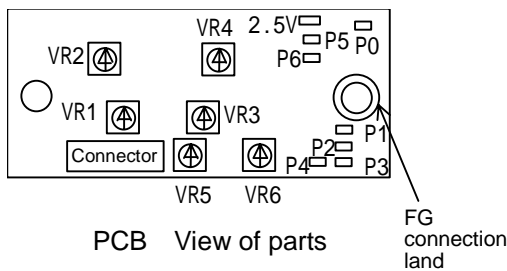 VR4 2.5V
VR2 P5 P0
P6
VR1 VR3 P1
Connector P2
P4 P3
VR5 VR6
PCB View of parts
FG
connection
land